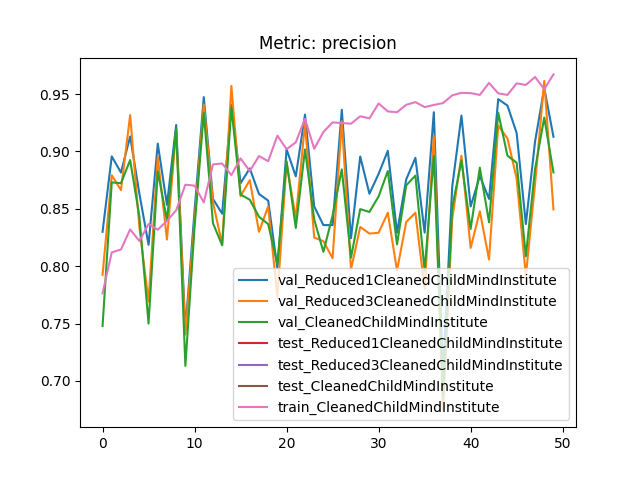 Metric: precision
0.95
0.90
0.85
0.80
0.75
0.70
val_Reduced1CleanedChildMindInstitute
val_Reduced3CleanedChildMindInstitute
val_CleanedChildMindInstitute
test_Reduced1CleanedChildMindInstitute
test_Reduced3CleanedChildMindInstitute
test_CleanedChildMindInstitute
train_CleanedChildMindInstitute
0 10 20 30 40 50